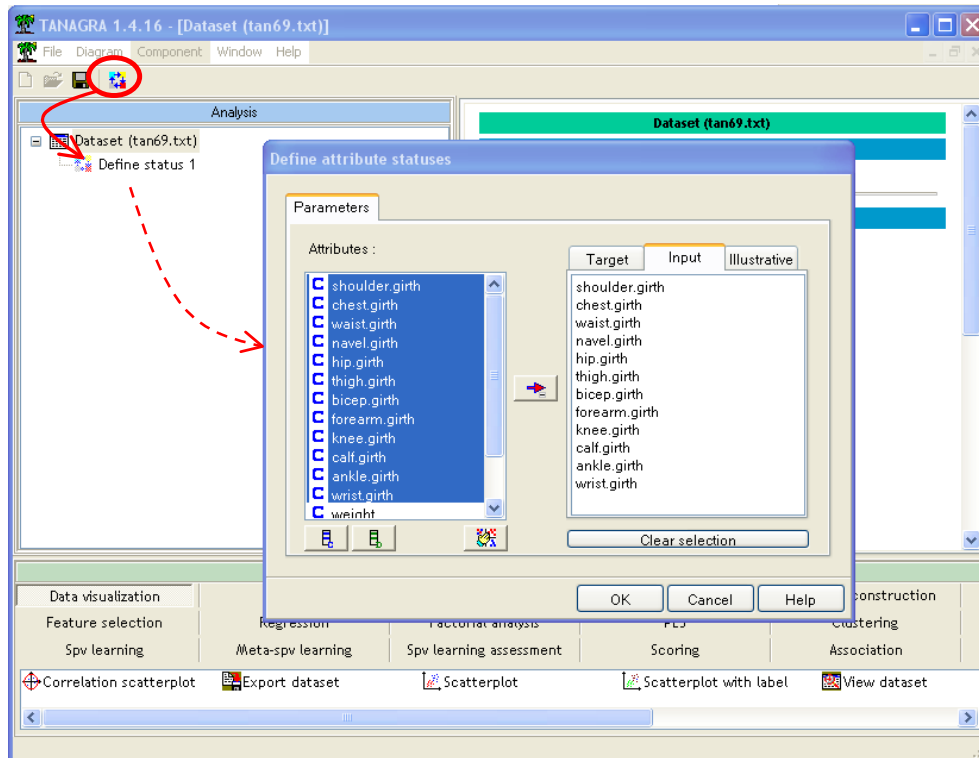 TANAGRA 1.4.16 - [Dataset (tan69.txt)]
File Diagram Component Window Help
Analysis
Dataset (tan69.txt)
Define status 1
Dataset (tan69.txt)
Define attribute statuses
Parameters
Attributes :
C shoulder.girth
C chest.girth
C waist.girth
C navel.girth
C hip.girth
C thigh.girth
C bicep.girth
C forearm.girth
C knee.girth
C calf.girth
C ankle.girth
C wrist.girth
C weight
Target Input Illustrative
shoulder.girth
chest.girth
waist.girth
navel.girth
hip.girth
thigh.girth
bicep.girth
forearm.girth
knee.girth
calf.girth
ankle.girth
wrist.girth
Clear selection
OK Cancel Help
Data visualization construction
Feature selection Regression Factorial analysis PLS Clustering
Spv learning Meta-spv learning Spv learning assessment Scoring Association
Correlation scatterplot Export dataset Scatterplot Scatterplot with label View dataset